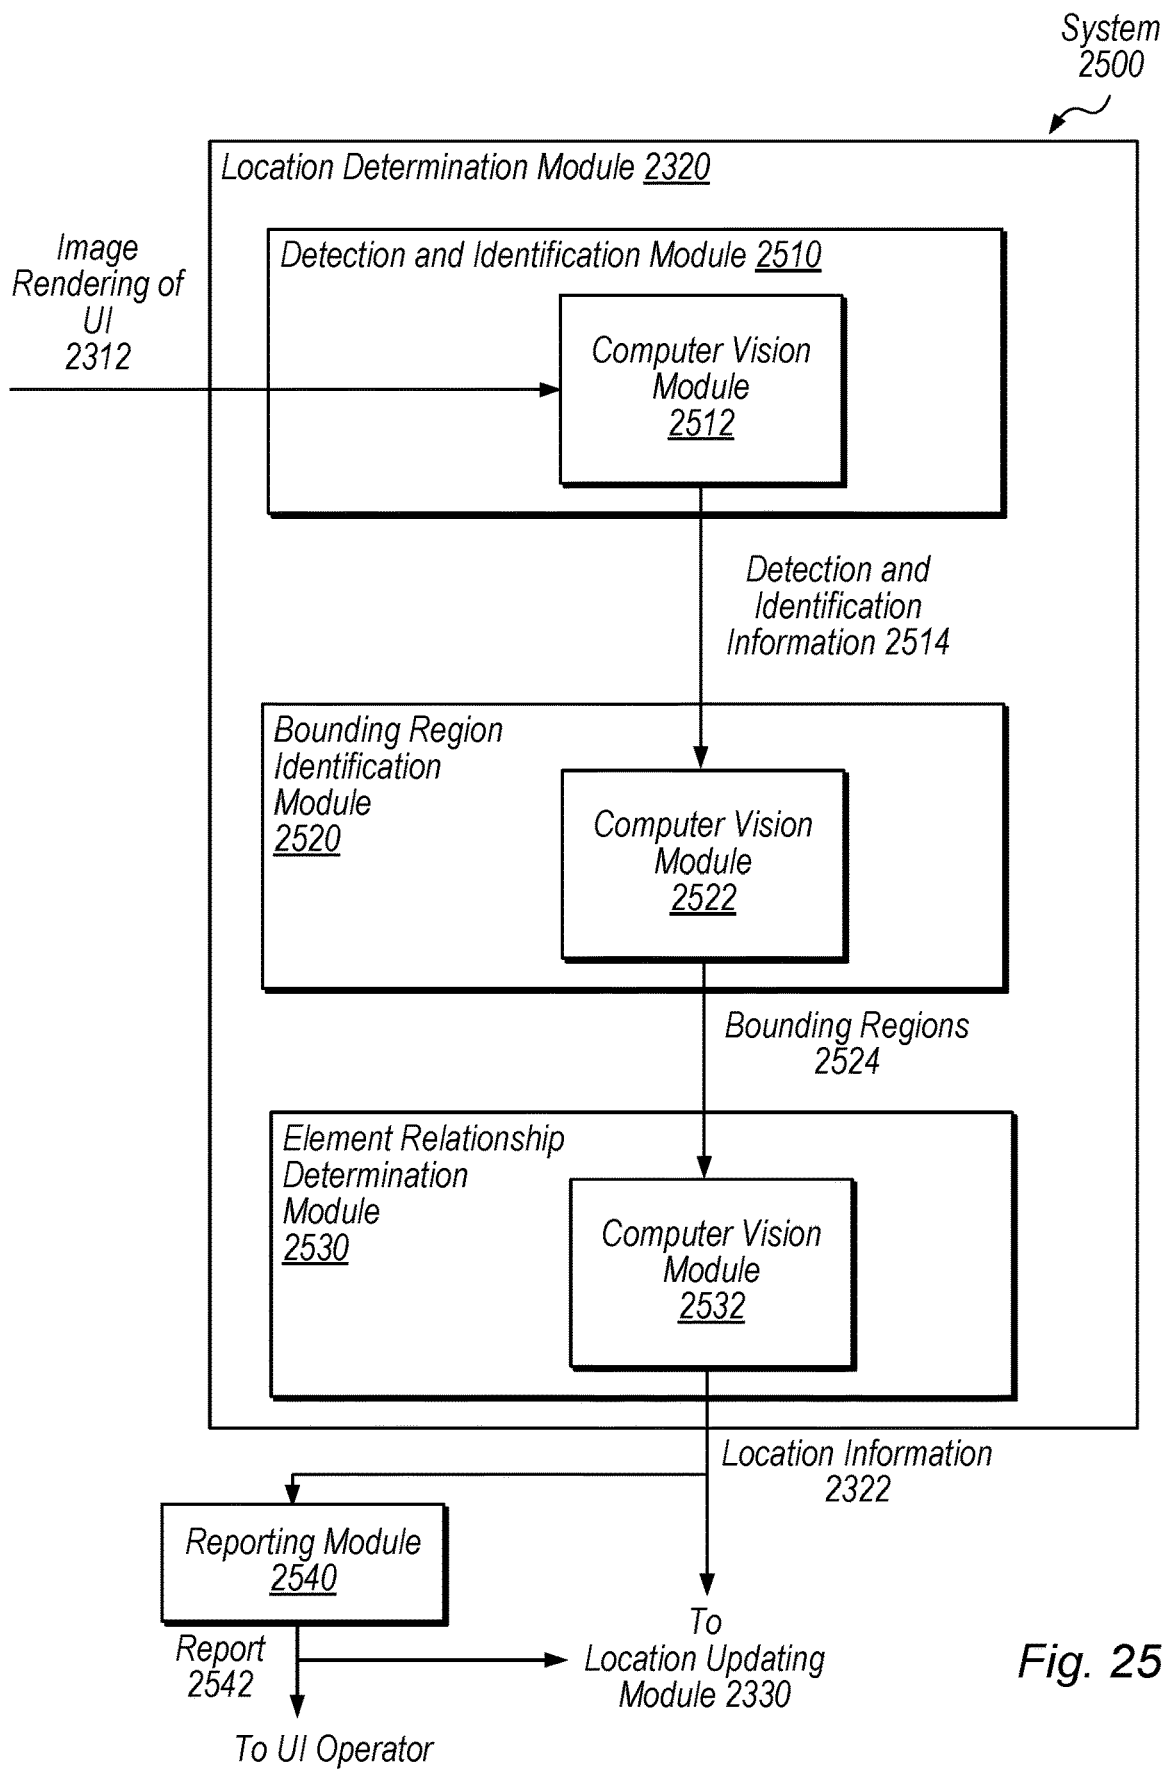 System
2500
Location Determination Module 2320
Image
Rendering of
UI
2312
Detection and Identification Module 2510
Computer Vision
Module
2512
Detection and
Identification
Information 2514
Bounding Region
Identification
Module
2520
Computer Vision
Module
2522
Bounding Regions
2524
Element Relationship
Determination
Module
2530
Computer Vision
Module
2532
Location Information
2322
Reporting Module
2540
Report
2542
To
Location Updating
Module 2330
To UI Operator
Fig. 25